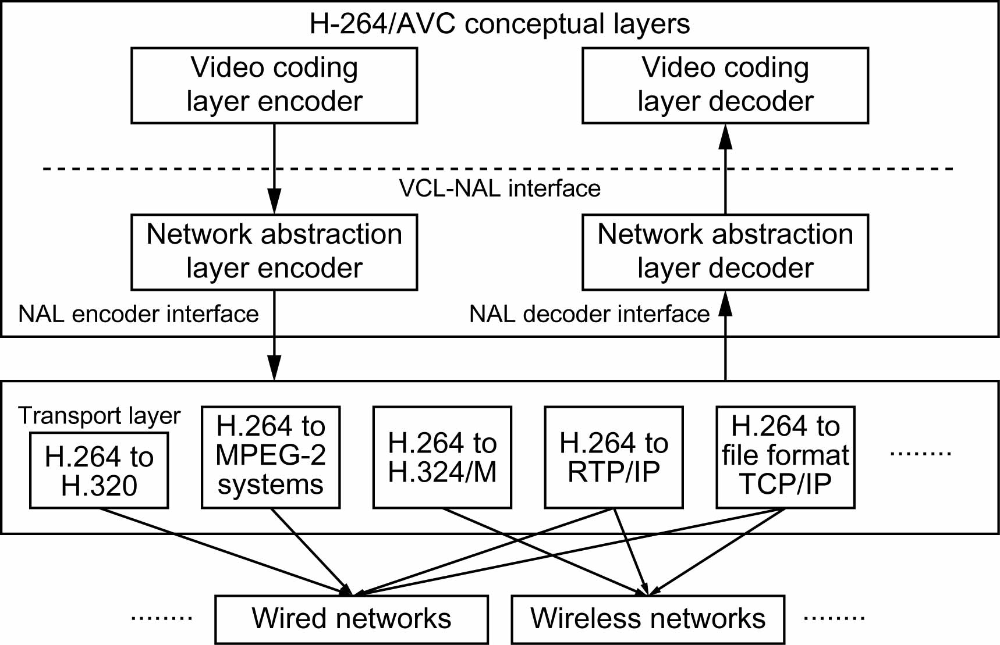 H-264/AVC conceptual layers
Video coding
layer encoder
Video coding
layer decoder
VCL-NAL interface
Network abstraction
layer encoder
Network abstraction
layer decoder
NAL encoder interface
NAL decoder interface
Transport layer
H.264 to
H.320
H.264 to
MPEG-2
systems
H.264 to
H.324/M
H.264 to
RTP/IP
H.264 to
file format
TCP/IP
........
........
Wired networks
Wireless networks
........